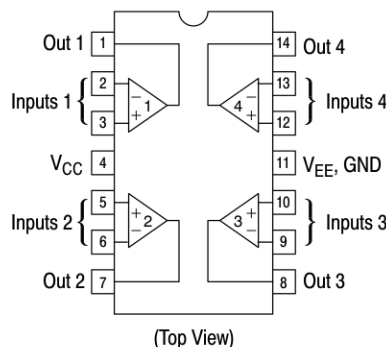 Out 1 1 14 Out 4
2 − − 13
Inputs 1 { 1 4 } Inputs 4
3 + + 12
VCC 4 11 VEE, GND
5 + + 10
Inputs 2 { 2 3 } Inputs 3
6 − − 9
Out 2 7 8 Out 3
(Top View)